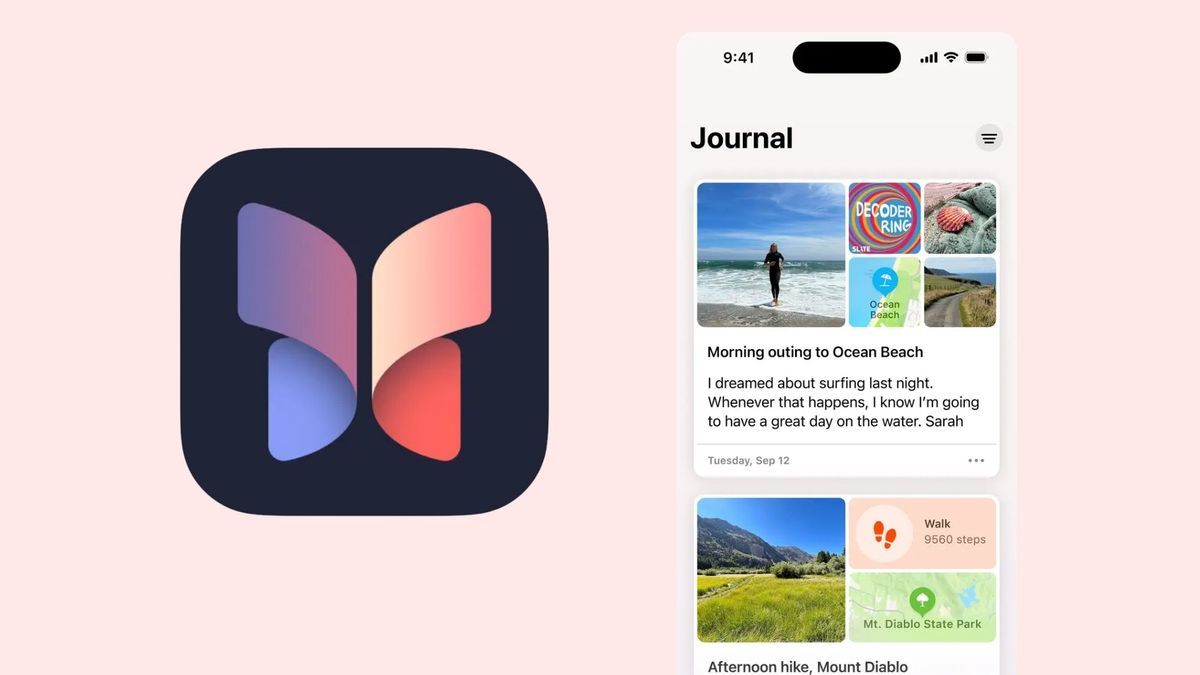 9:41
Journal
DECODER
RING
SLATE
Ocean
Beach
Morning outing to Ocean Beach
I dreamed about surfing last night.
Whenever that happens, I know I’m going
to have a great day on the water. Sarah
Tuesday, Sep 12
Walk
9560 steps
Mt. Diablo State Park
Afternoon hike, Mount Diablo